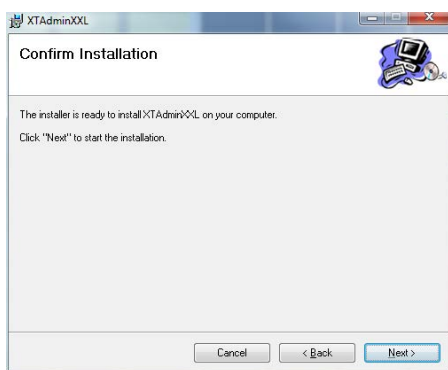 XTAdminXXL
Confirm Installation
The installer is ready to install XTAdminXXL on your computer.
Click "Next" to start the installation.
Cancel
< Back
Next >